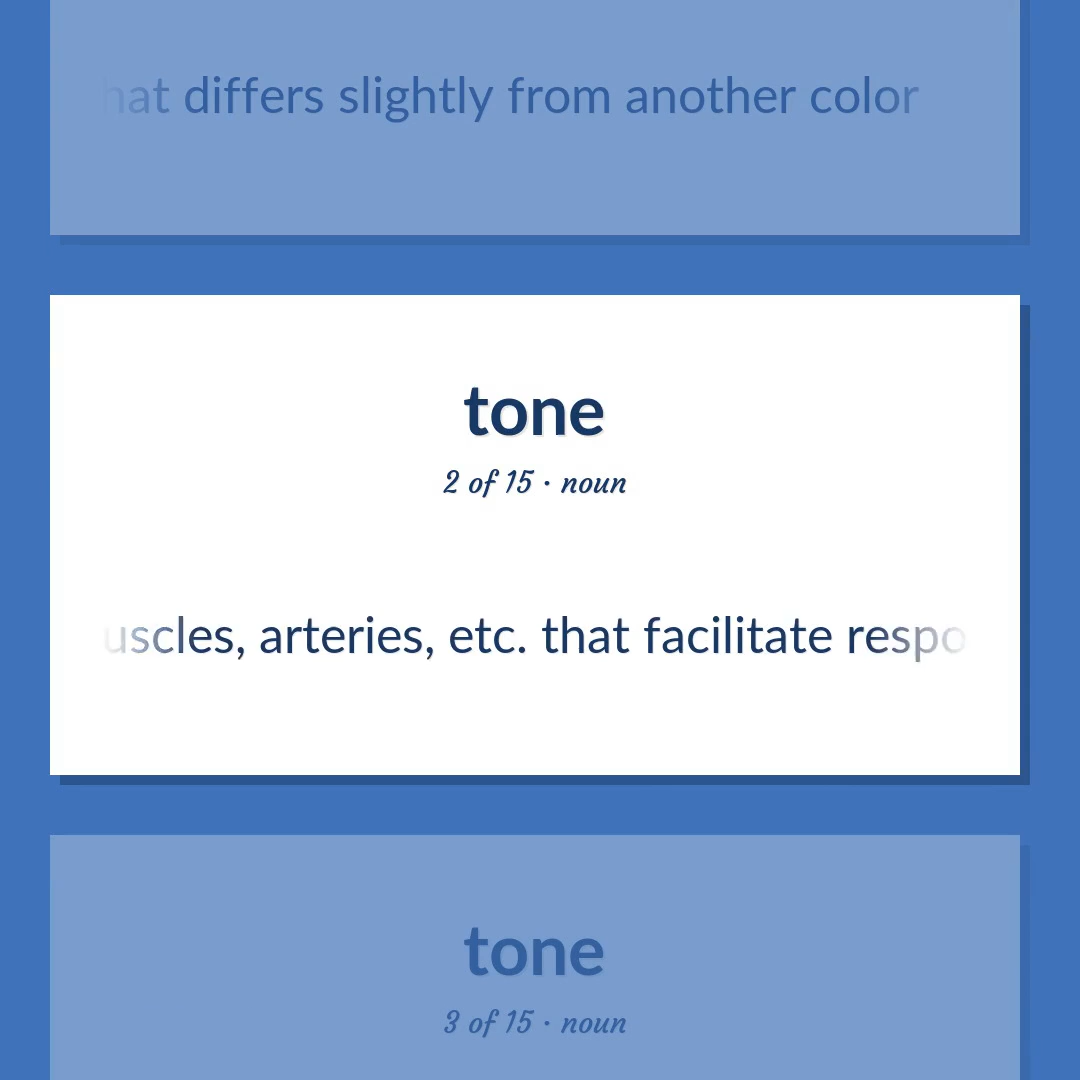 hat differs slightly from another color
tone
2 of 15 · noun
uscles, arteries, etc. that facilitate respo
tone
3 of 15 · noun